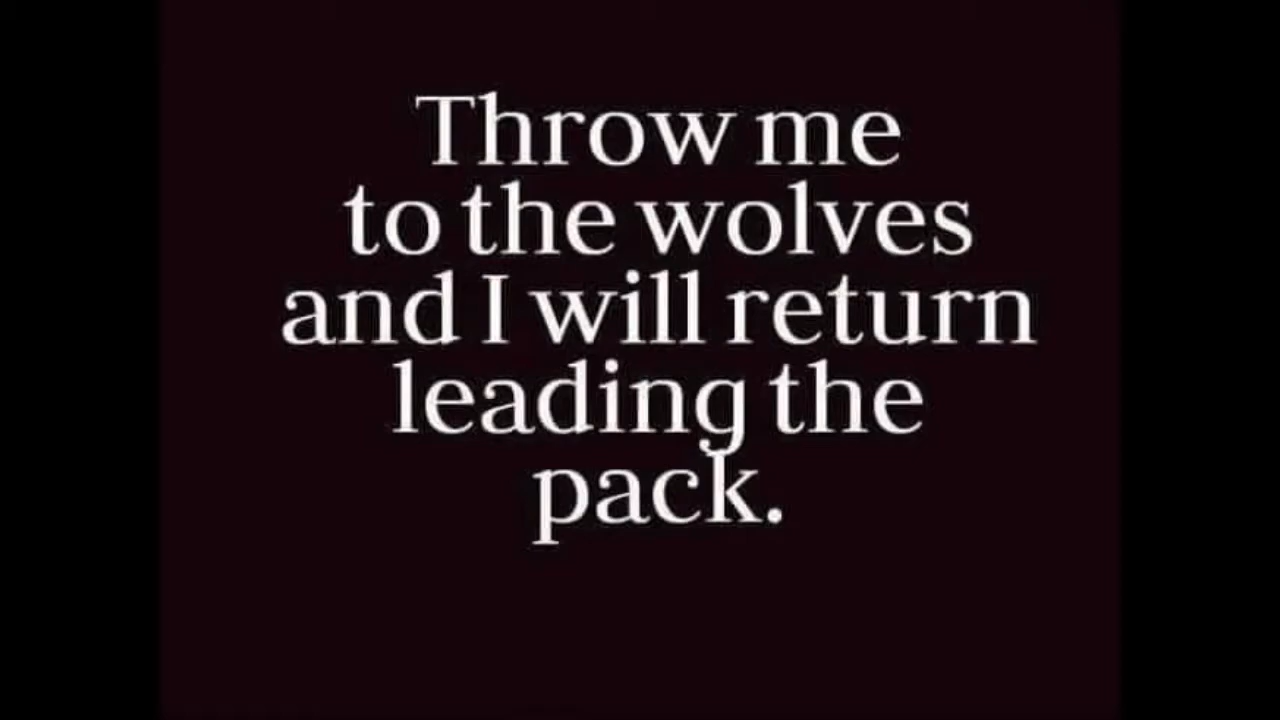 Throw me
to the wolves
and I will return
leading the
pack.